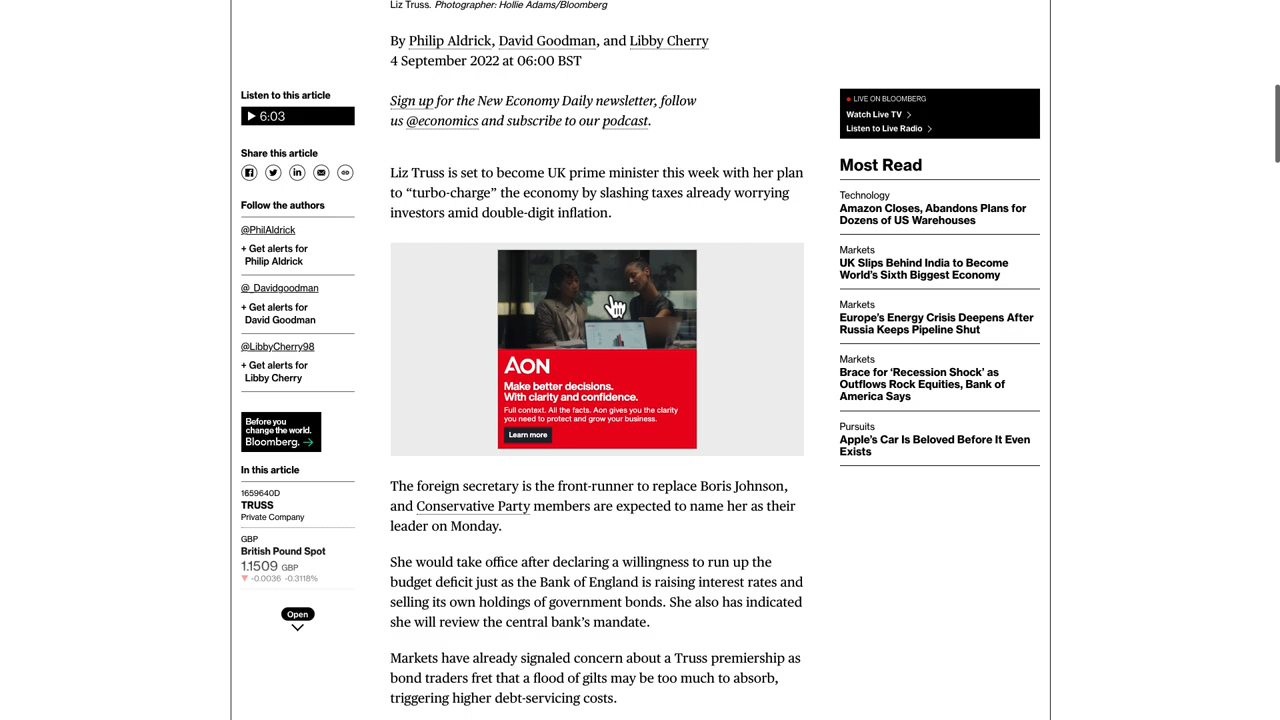 Liz Truss. Photographer: Hollie Adams/Bloomberg
By Philip Aldrick, David Goodman, and Libby Cherry
4 September 2022 at 06:00 BST
Listen to this article
6:03
Share this article
Follow the authors
@PhilAldrick
+ Get alerts for
Philip Aldrick
@_Davidgoodman
+ Get alerts for
David Goodman
@LibbyCherry98
+ Get alerts for
Libby Cherry
Before you
change the world.
Bloomberg.
In this article
1659640D
TRUSS
Private Company
GBP
British Pound Spot
1.1509 GBP
-0.0036 -0.3118%
Open
Sign up for the New Economy Daily newsletter, follow
us @economics and subscribe to our podcast.
Liz Truss is set to become UK prime minister this week with her plan
to “turbo-charge” the economy by slashing taxes already worrying
investors amid double-digit inflation.
AON
Make better decisions.
With clarity and confidence.
Full context. All the facts. Aon gives you the clarity
you need to protect and grow your business.
Learn more
The foreign secretary is the front-runner to replace Boris Johnson,
and Conservative Party members are expected to name her as their
leader on Monday.
She would take office after declaring a willingness to run up the
budget deficit just as the Bank of England is raising interest rates and
selling its own holdings of government bonds. She also has indicated
she will review the central bank’s mandate.
Markets have already signaled concern about a Truss premiership as
bond traders fret that a flood of gilts may be too much to absorb,
triggering higher debt-servicing costs.
LIVE ON BLOOMBERG
Watch Live TV
Listen to Live Radio
Most Read
Technology
Amazon Closes, Abandons Plans for
Dozens of US Warehouses
Markets
UK Slips Behind India to Become
World’s Sixth Biggest Economy
Markets
Europe’s Energy Crisis Deepens After
Russia Keeps Pipeline Shut
Markets
Brace for ‘Recession Shock’ as
Outflows Rock Equities, Bank of
America Says
Pursuits
Apple’s Car Is Beloved Before It Even
Exists